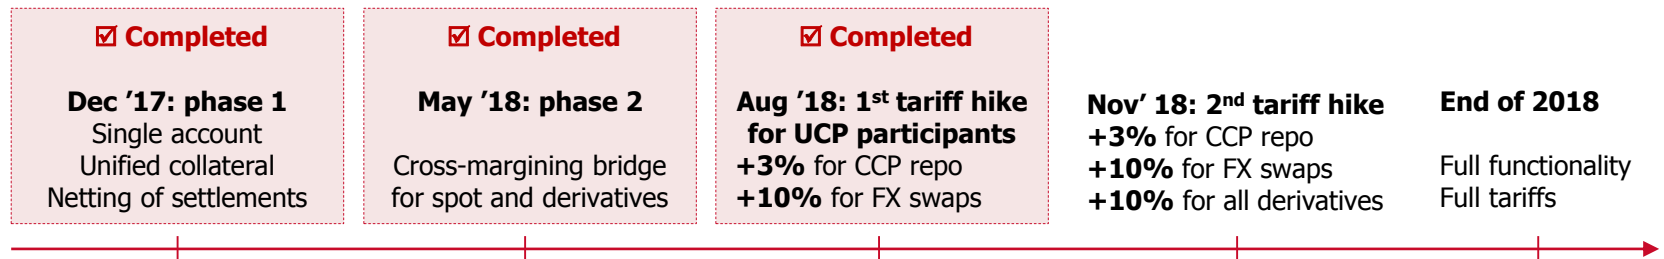 ☑ Completed
Dec ’17: phase 1
Single account
Unified collateral
Netting of settlements
☑ Completed
May ’18: phase 2
Cross-margining bridge
for spot and derivatives
☑ Completed
Aug ’18: 1st tariff hike
for UCP participants
+3% for CCP repo
+10% for FX swaps
Nov’ 18: 2nd tariff hike
+3% for CCP repo
+10% for FX swaps
+10% for all derivatives
End of 2018
Full functionality
Full tariffs